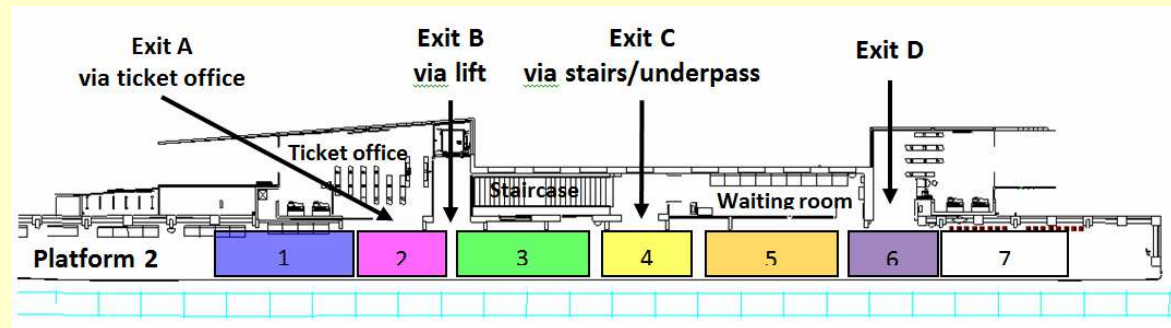 Exit A
via ticket office
Exit B
via lift
Exit C
via stairs/underpass
Exit D
Ticket office
Staircase
Waiting room
Platform 2
1
2
3
4
5
6
7